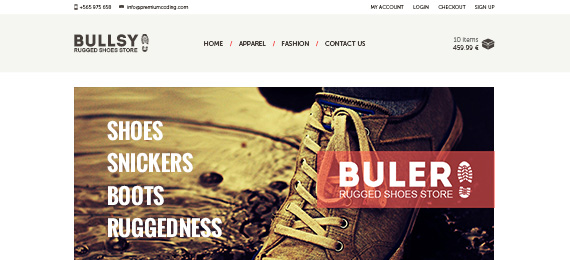 +565 975 658 info@premiumcoding.com MY ACCOUNT LOGIN CHECKOUT SIGN UP
BULLSY
RUGGED SHOES STORE
HOME / APPAREL / FASHION / CONTACT US
10 items
459.99 €
SHOES
SNICKERS
BOOTS
RUGGEDNESS
BULER
RUGGED SHOES STORE